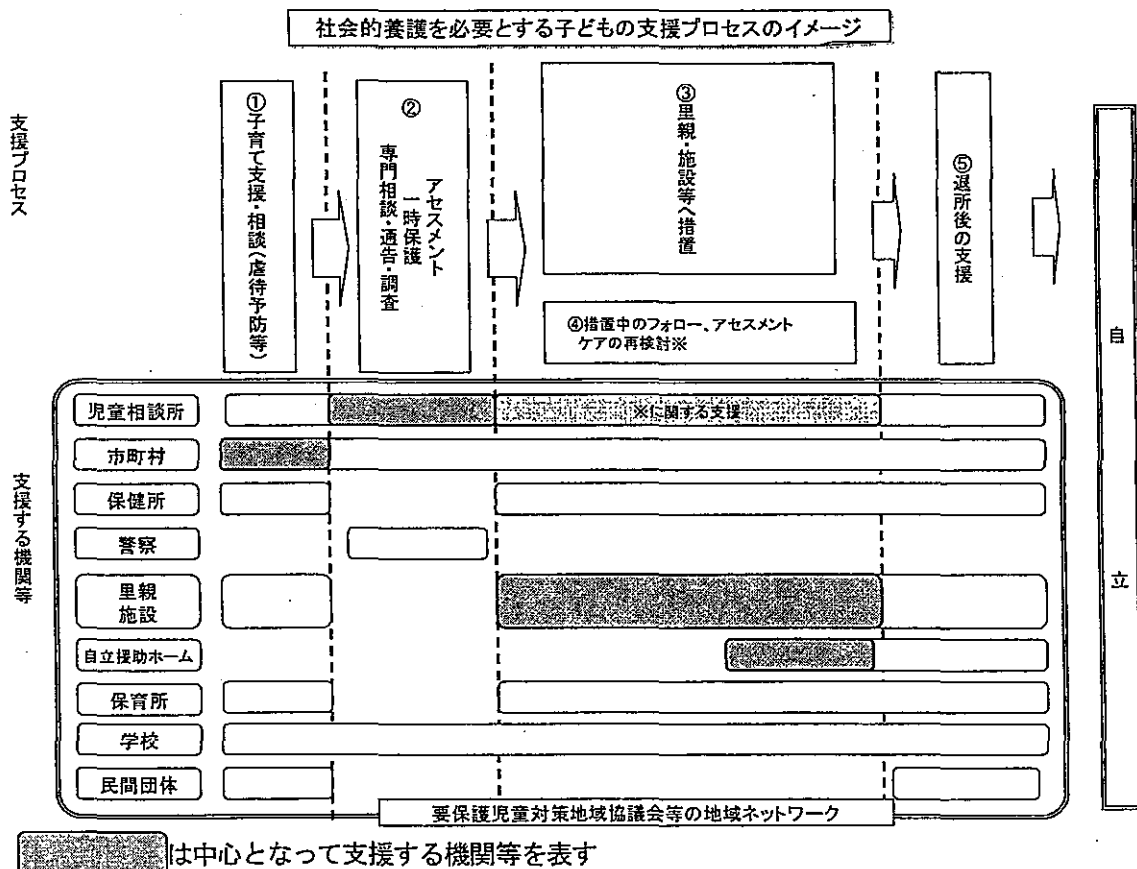 社会的養護を必要とする子どもの支援プロセスのイメージ
支援プロセス
①子育て支援・相談（虐待予防等）
②
専門相談・通告・調査
一時保護
アセスメント
③里親・施設等へ措置
④措置中のフォロー、アセスメント
ケアの再検討※
⑤退所後の支援
自立
支援する機関等
児童相談所
※に関する支援
市町村
保健所
警察
里親
施設
自立援助ホーム
保育所
学校
民間団体
要保護児童対策地域協議会等の地域ネットワーク
は中心となって支援する機関等を表す